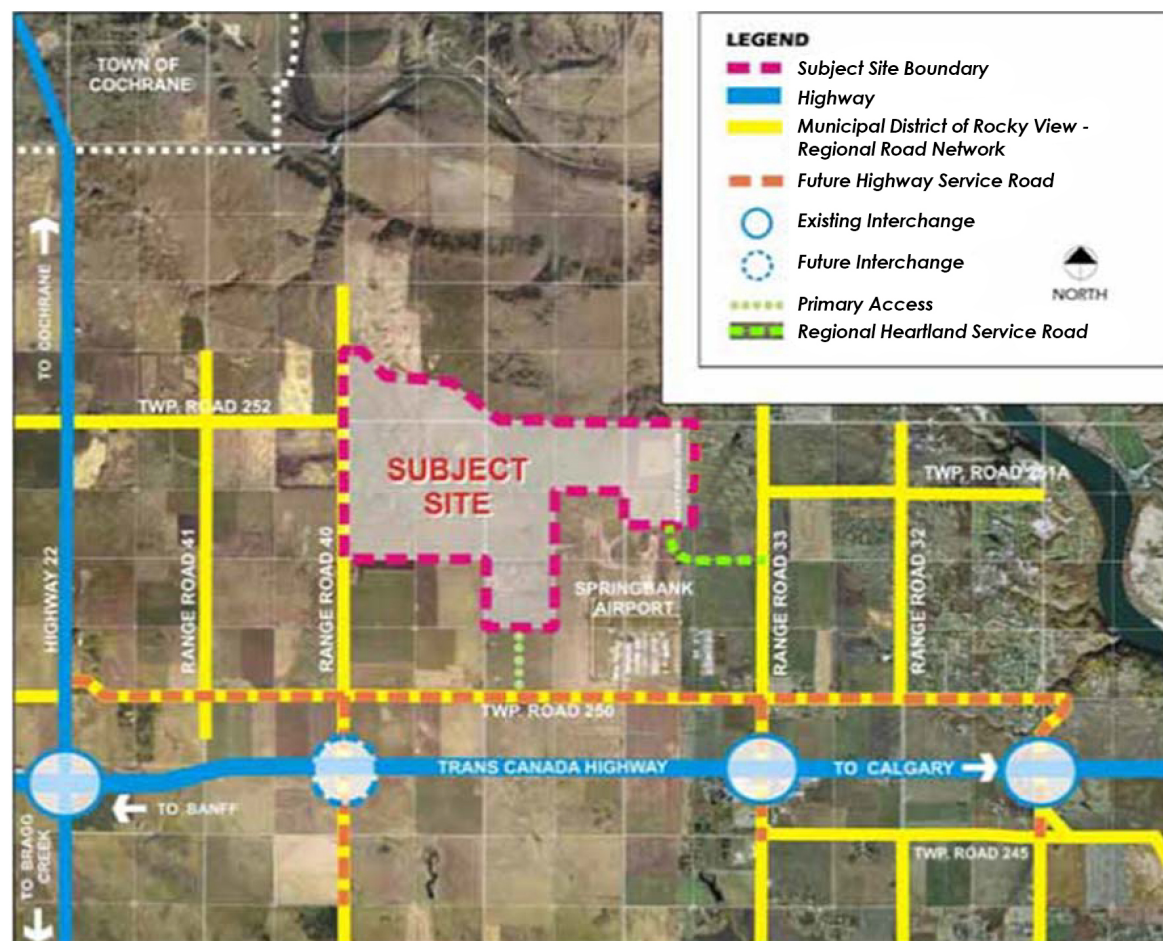 LEGEND
Subject Site Boundary
Highway
Municipal District of Rocky View -
Regional Road Network
Future Highway Service Road
Existing Interchange
Future Interchange
Primary Access
Regional Heartland Service Road
NORTH
TOWN OF
COCHRANE
TO COCHRANE
TWP. ROAD 252
SUBJECT
SITE
TWP. ROAD 251A
HIGHWAY 22
RANGE ROAD 41
RANGE ROAD 40
SPRINGBANK
AIRPORT
RANGE ROAD 33
RANGE ROAD 32
TWP. ROAD 250
TRANS CANADA HIGHWAY
TO CALGARY
TO BANFF
TO BRAGG
CREEK
TWP. ROAD 245